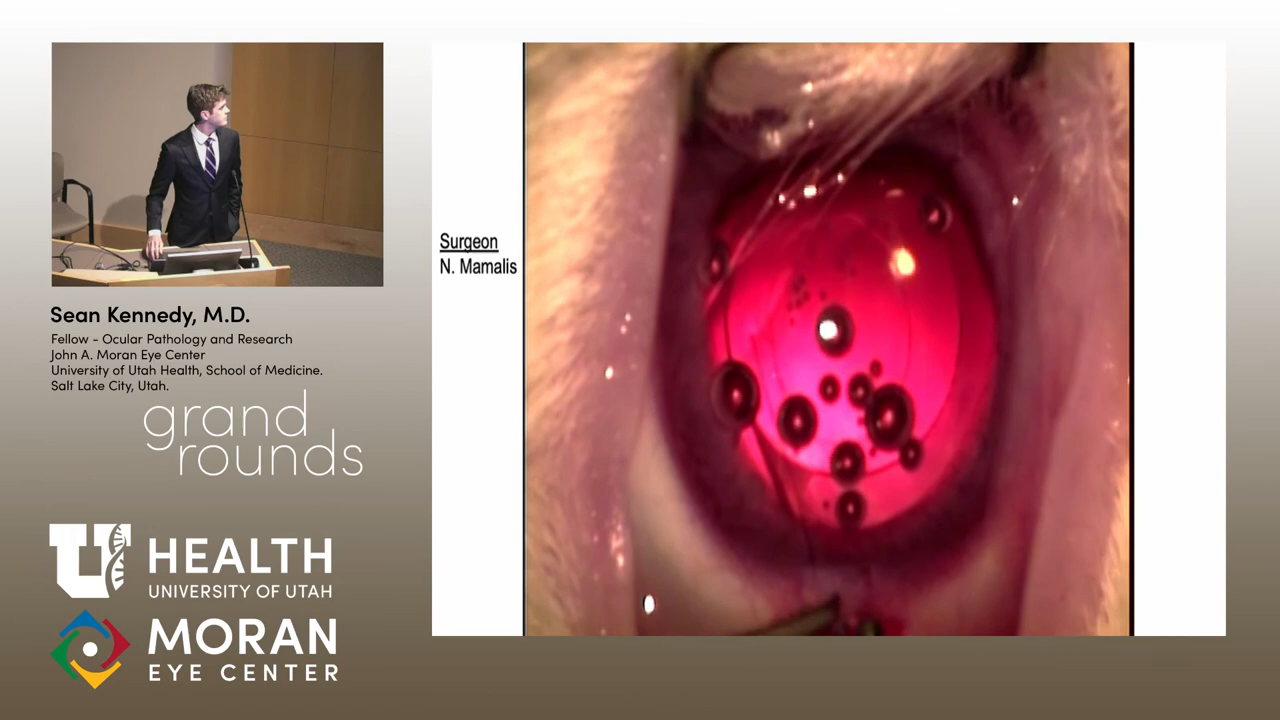 Surgeon
N. Mamalis
Sean Kennedy, M.D.
Fellow - Ocular Pathology and Research
John A. Moran Eye Center
University of Utah Health, School of Medicine.
Salt Lake City, Utah.
grand
rounds
U HEALTH
UNIVERSITY OF UTAH
MORAN
EYE CENTER